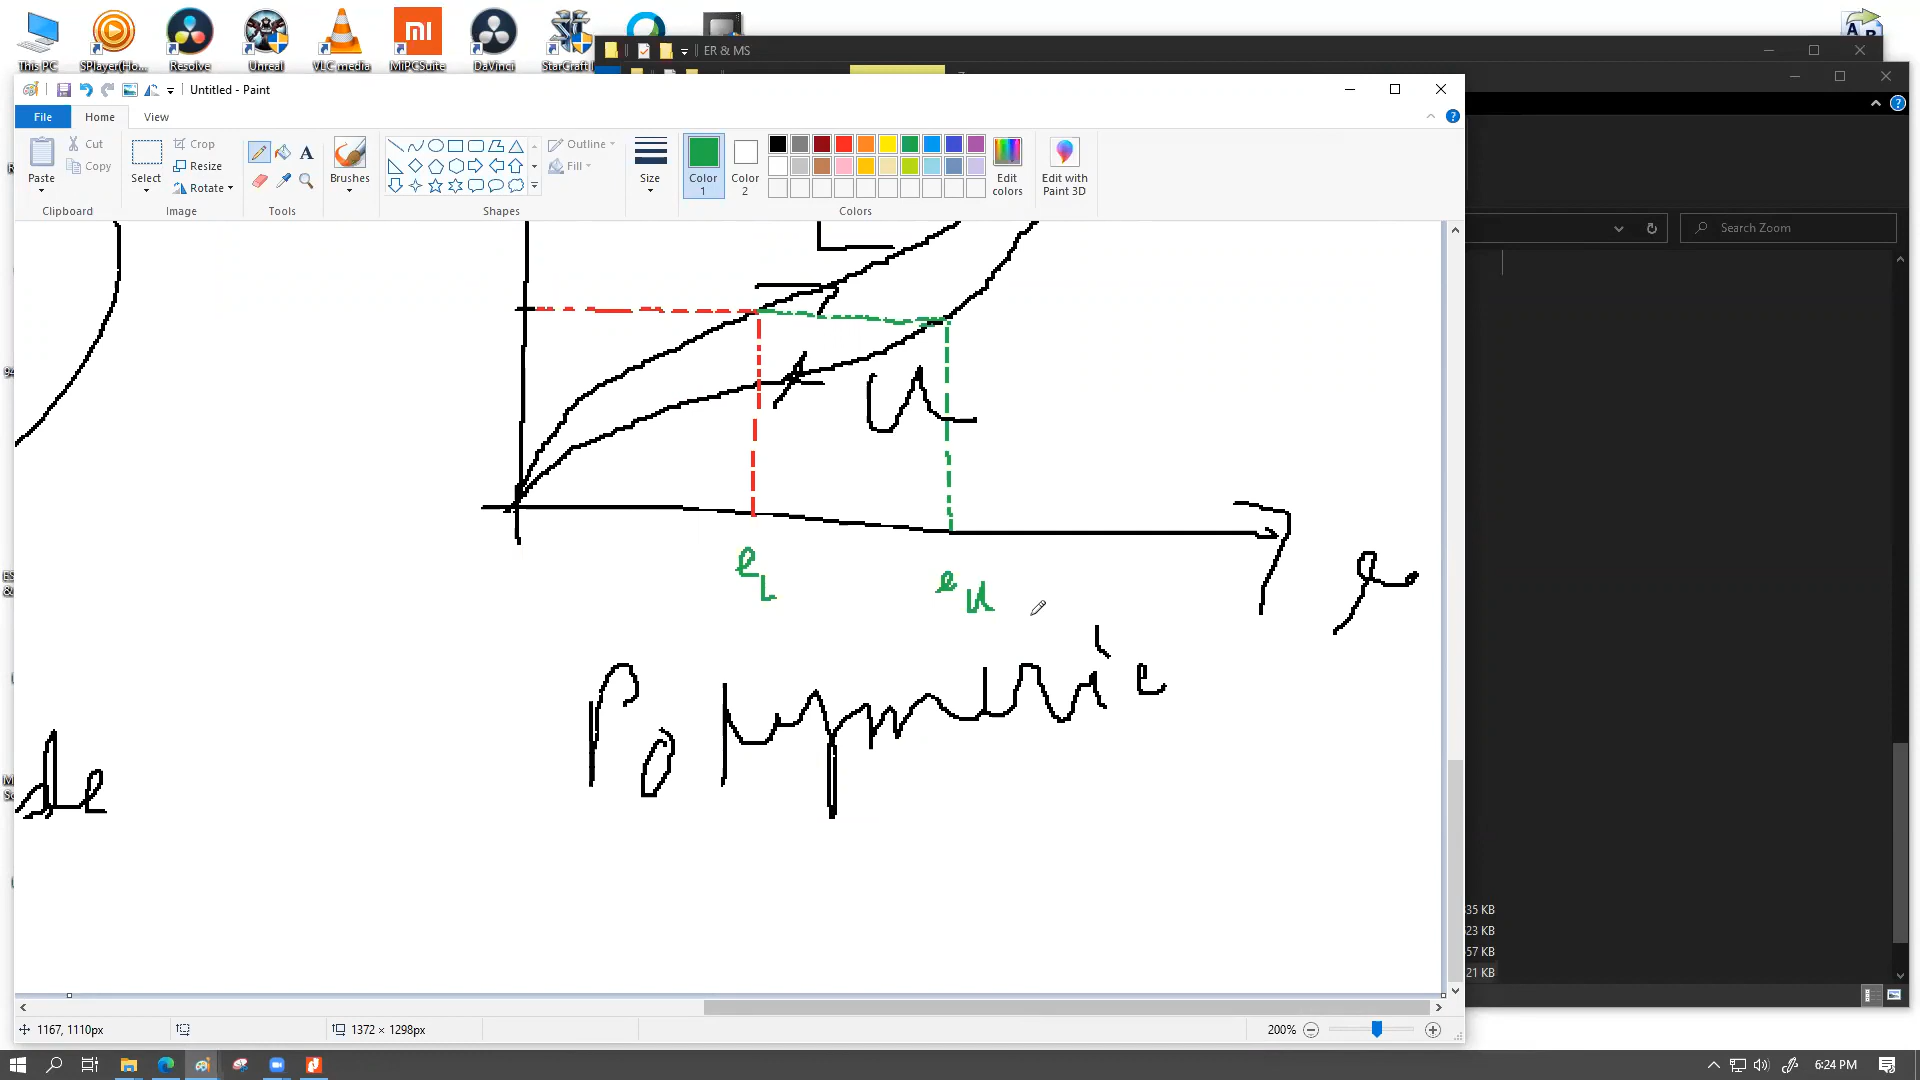 This PC
SPlayer(Ho...
Resolve
Unreal
VLC media
MiPCSuite
DaVinci
StarCraft
ER & MS
Untitled - Paint
File
Home
View
Paste
Cut
Copy
Select
Crop
Resize
Rotate
Brushes
Outline
Fill
Size
Color 1
Color 2
Edit colors
Edit with Paint 3D
Clipboard
Image
Tools
Shapes
Colors
Search Zoom
L
U
e
e L
e U
Polymeric
de
35 KB
523 KB
57 KB
21 KB
1167, 1110px
1372 × 1298px
200%
6:24 PM